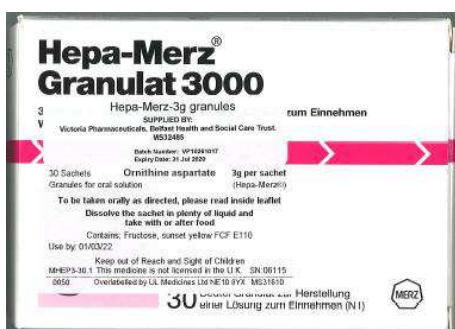 Hepa-Merz®
Granulat 3000
3
Hepa-Merz-3g granules
zum Einnehmen
SUPPLIED BY:
Victoria Pharmaceuticals, Belfast Health and Social Care Trust.
MS32485
Batch Number: VP10261017
Expiry Date: 31 Jul 2020
30 Sachets Ornithine aspartate 3g per sachet
Granules for oral solution (Hepa-Merz®)
To be taken orally as directed, please read inside leaflet
Dissolve the sachet in plenty of liquid and
take with or after food
Contains; Fructose, sunset yellow FCF E110
Use by: 01/03/22
Keep out of Reach and Sight of Children
MHEP3-30.1 This medicine is not licensed in the U.K. SN:06115
0050 Overlabelled by UL Medicines Ltd NE10 8YX MS31610
30 Beutel Granulat zur Herstellung
einer Lösung zum Einnehmen (N1)
MERZ